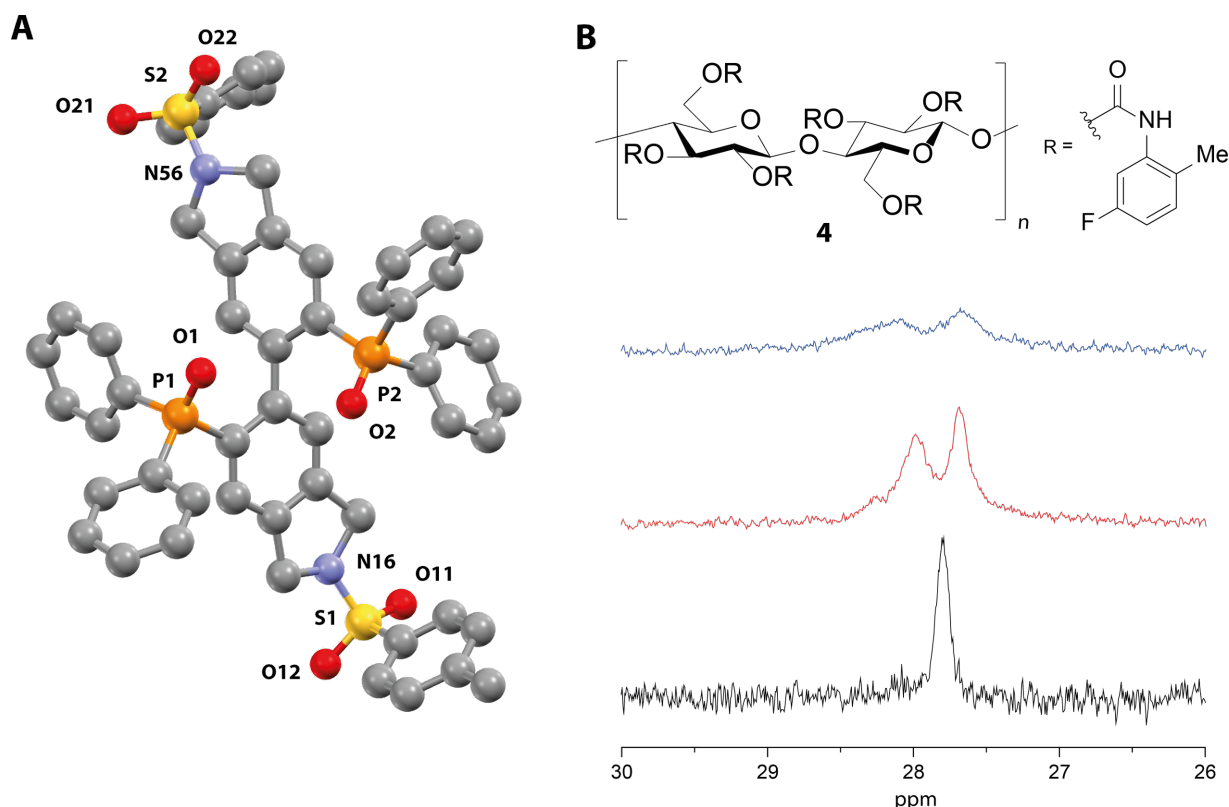 A
O22
S2
O21
N56
O1
P1
P2
O2
N16
O11
S1
O12
B
OR
O
RO
OR
O
RO
OR
O
O
OR
n
4
R =
O
NH
Me
F
30
29
28
27
26
ppm